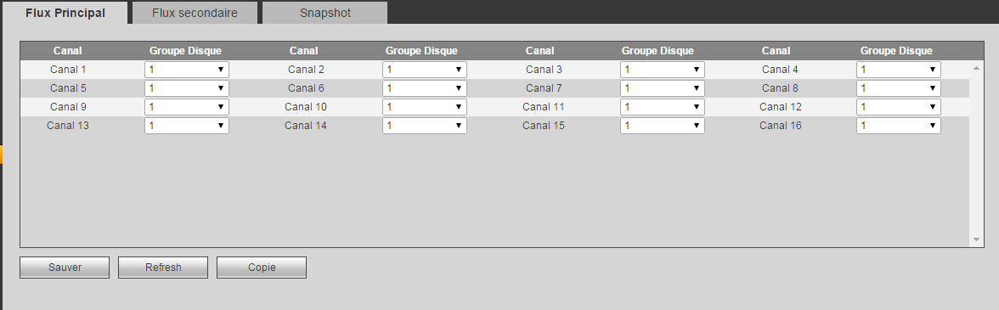 Flux Principal Flux secondaire Snapshot
Canal Groupe Disque Canal Groupe Disque Canal Groupe Disque Canal Groupe Disque
Canal 1 1 Canal 2 1 Canal 3 1 Canal 4 1
Canal 5 1 Canal 6 1 Canal 7 1 Canal 8 1
Canal 9 1 Canal 10 1 Canal 11 1 Canal 12 1
Canal 13 1 Canal 14 1 Canal 15 1 Canal 16 1
Sauver Refresh Copie